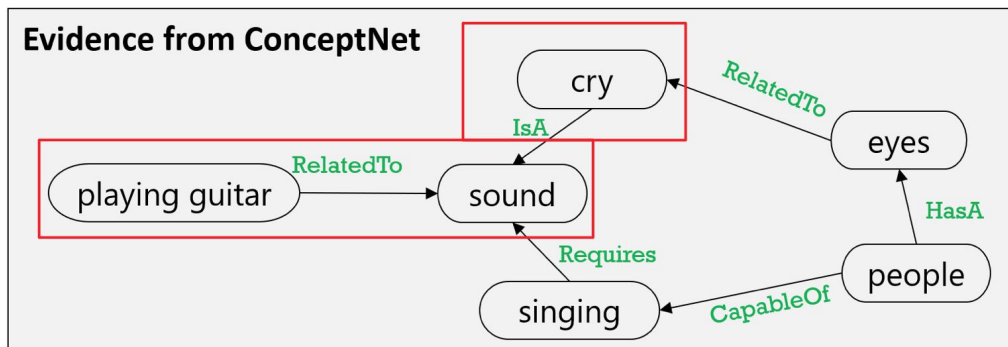 Evidence from ConceptNet
cry
RelatedTo
IsA
eyes
RelatedTo
playing guitar
sound
HasA
Requires
people
CapableOf
singing